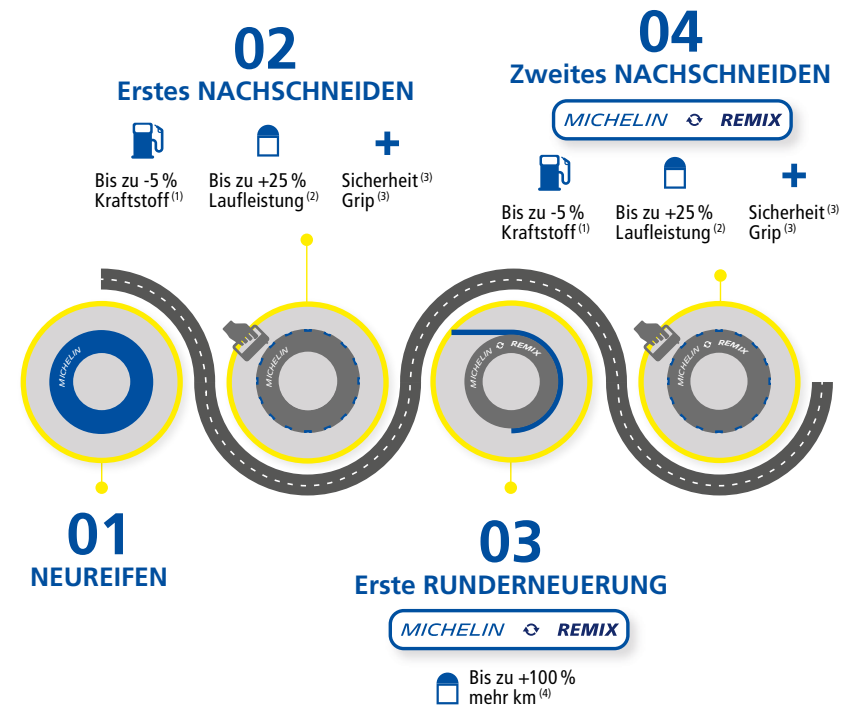 02
Erstes NACHSCHNEIDEN
Bis zu -5 %
Kraftstoff (1)
Bis zu +25 %
Laufleistung (2)
Sicherheit (3)
Grip (3)
04
Zweites NACHSCHNEIDEN
MICHELIN REMIX
Bis zu -5 %
Kraftstoff (1)
Bis zu +25 %
Laufleistung (2)
Sicherheit (3)
Grip (3)
MICHELIN
MICHELIN
MICHELIN REMIX
MICHELIN REMIX
01
NEUREIFEN
03
Erste RUNDERNEUERUNG
MICHELIN REMIX
Bis zu +100 %
mehr km (4)